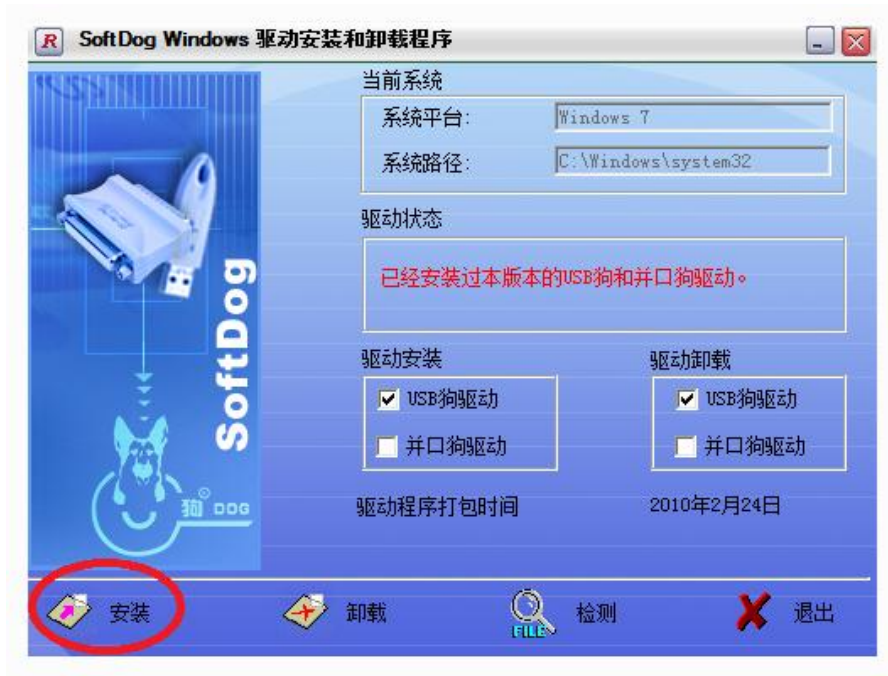 R SoftDog Windows 驱动安装和卸载程序
当前系统
系统平台: Windows 7
系统路径: C:\Windows\system32
驱动状态
已经安装过本版本的USB狗和并口狗驱动。
驱动安装 驱动卸载
USB狗驱动 USB狗驱动
并口狗驱动 并口狗驱动
驱动程序打包时间 2010年2月24日
SoftDog
狗® DOG
安装 卸载 FILE 检测 退出